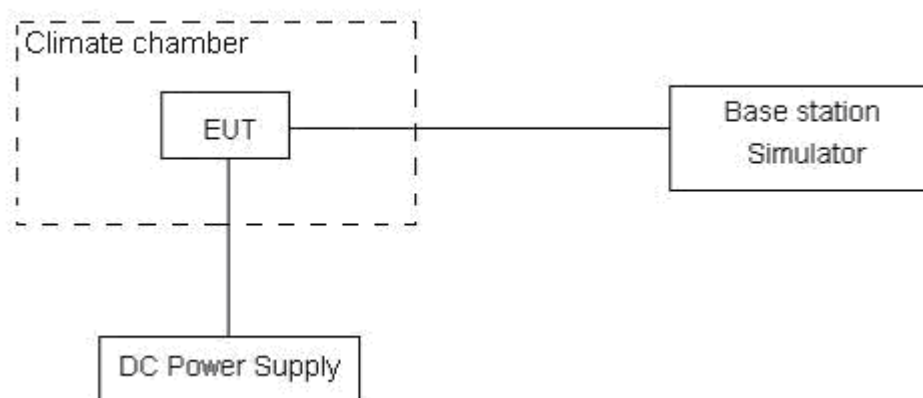 Climate chamber
EUT
Base station
Simulator
DC Power Supply